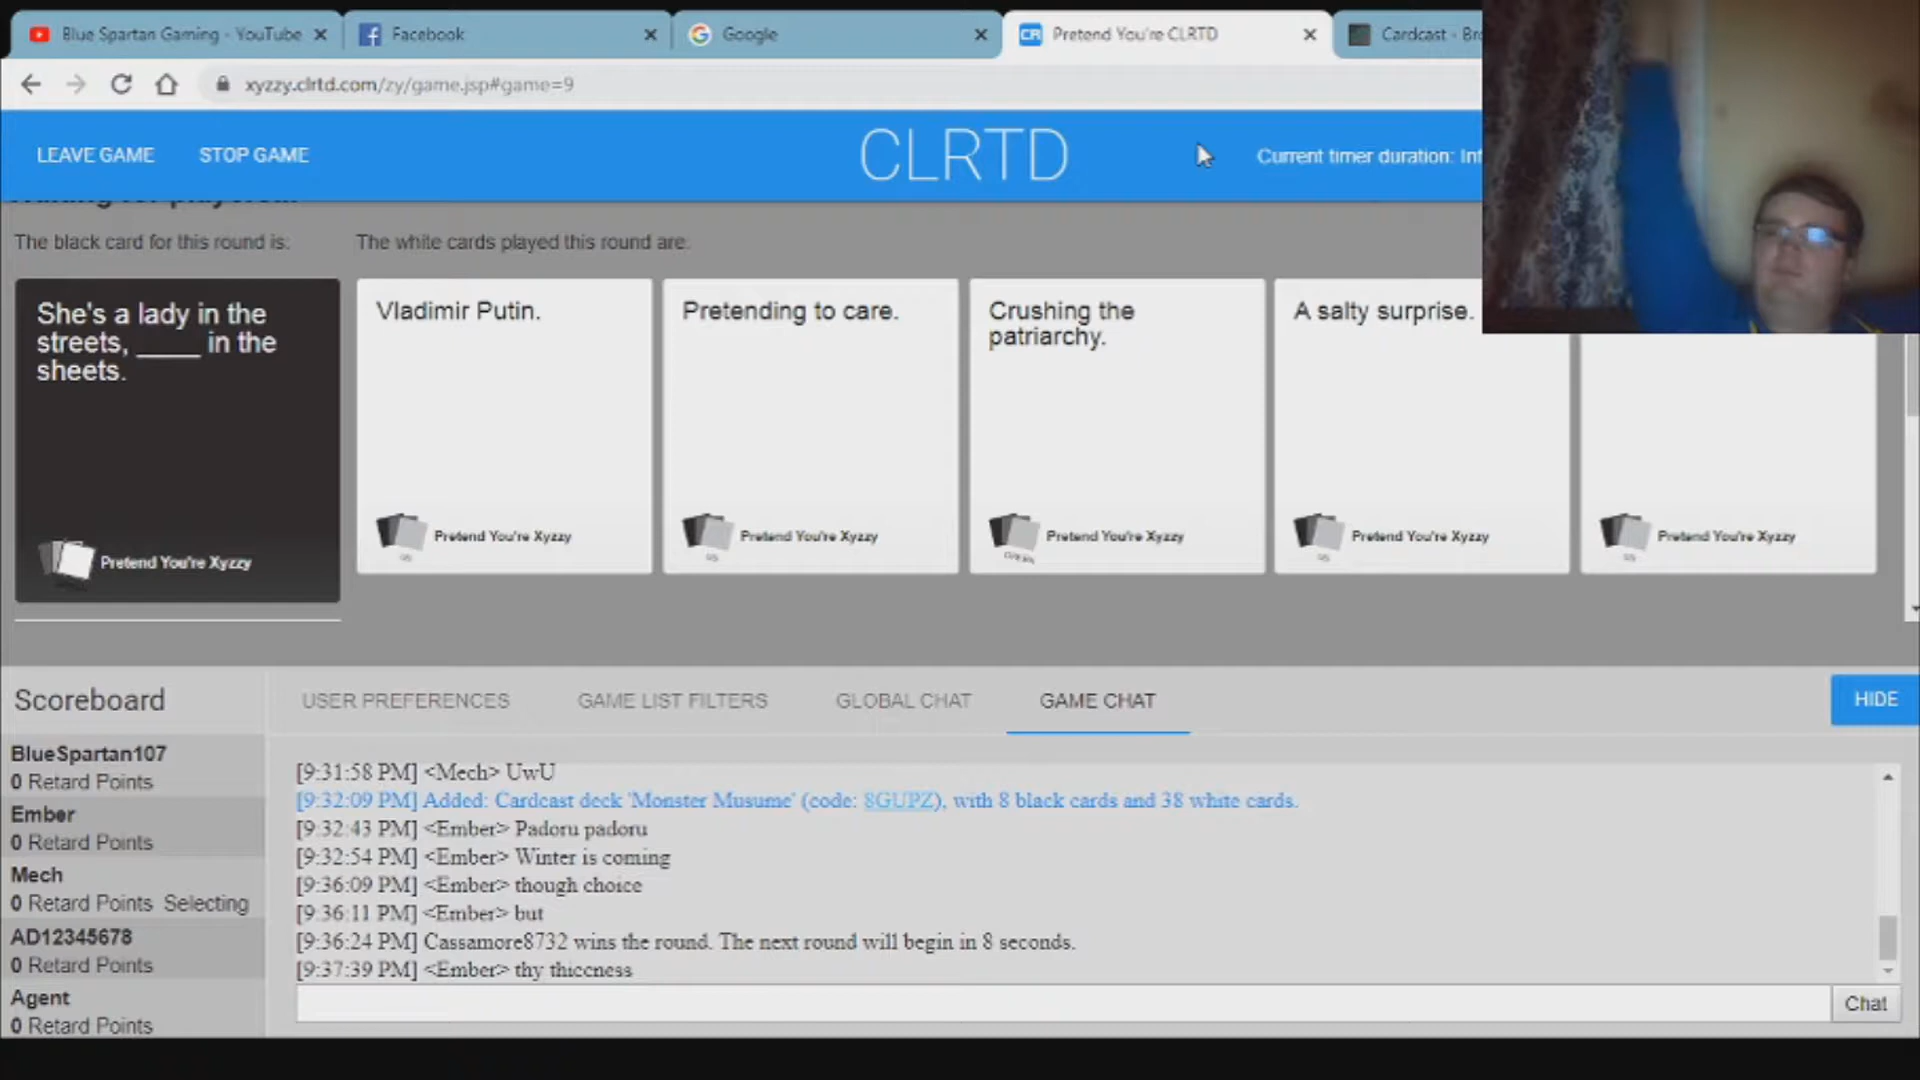 Blue Spartan Gaming - YouTube
Facebook
Google
CR Pretend You're CLRTD
Cardcast - Bro
xyzzy.clrtd.com/zy/game.jsp#game=9
LEAVE GAME
STOP GAME
CLRTD
Current timer duration: Inf
The black card for this round is:
The white cards played this round are:
She's a lady in the
streets, ____ in the
sheets.
Pretend You're Xyzzy
Vladimir Putin.
US Pretend You're Xyzzy
Pretending to care.
US Pretend You're Xyzzy
Crushing the
patriarchy.
Pretend You're Xyzzy
A salty surprise.
US Pretend You're Xyzzy
US Pretend You're Xyzzy
Scoreboard
USER PREFERENCES
GAME LIST FILTERS
GLOBAL CHAT
GAME CHAT
HIDE
BlueSpartan107
0 Retard Points
Ember
0 Retard Points
Mech
0 Retard Points Selecting
AD12345678
0 Retard Points
Agent
0 Retard Points
[9:31:58 PM] <Mech> UwU
[9:32:09 PM] Added: Cardcast deck 'Monster Musume' (code: 8GUPZ), with 8 black cards and 38 white cards.
[9:32:43 PM] <Ember> Padoru padoru
[9:32:54 PM] <Ember> Winter is coming
[9:36:09 PM] <Ember> though choice
[9:36:11 PM] <Ember> but
[9:36:24 PM] Cassamore8732 wins the round. The next round will begin in 8 seconds.
[9:37:39 PM] <Ember> thy thiccness
Chat